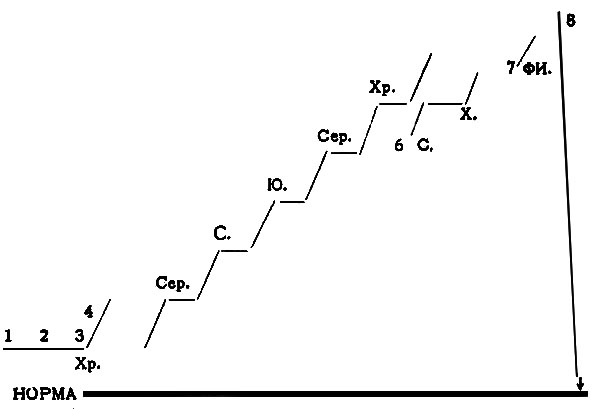 8
7 ФИ.
Хр.
Х.
Сер.
6 С.
Ю.
С.
Сер.
4
1 2 3
Хр.
НОРМА